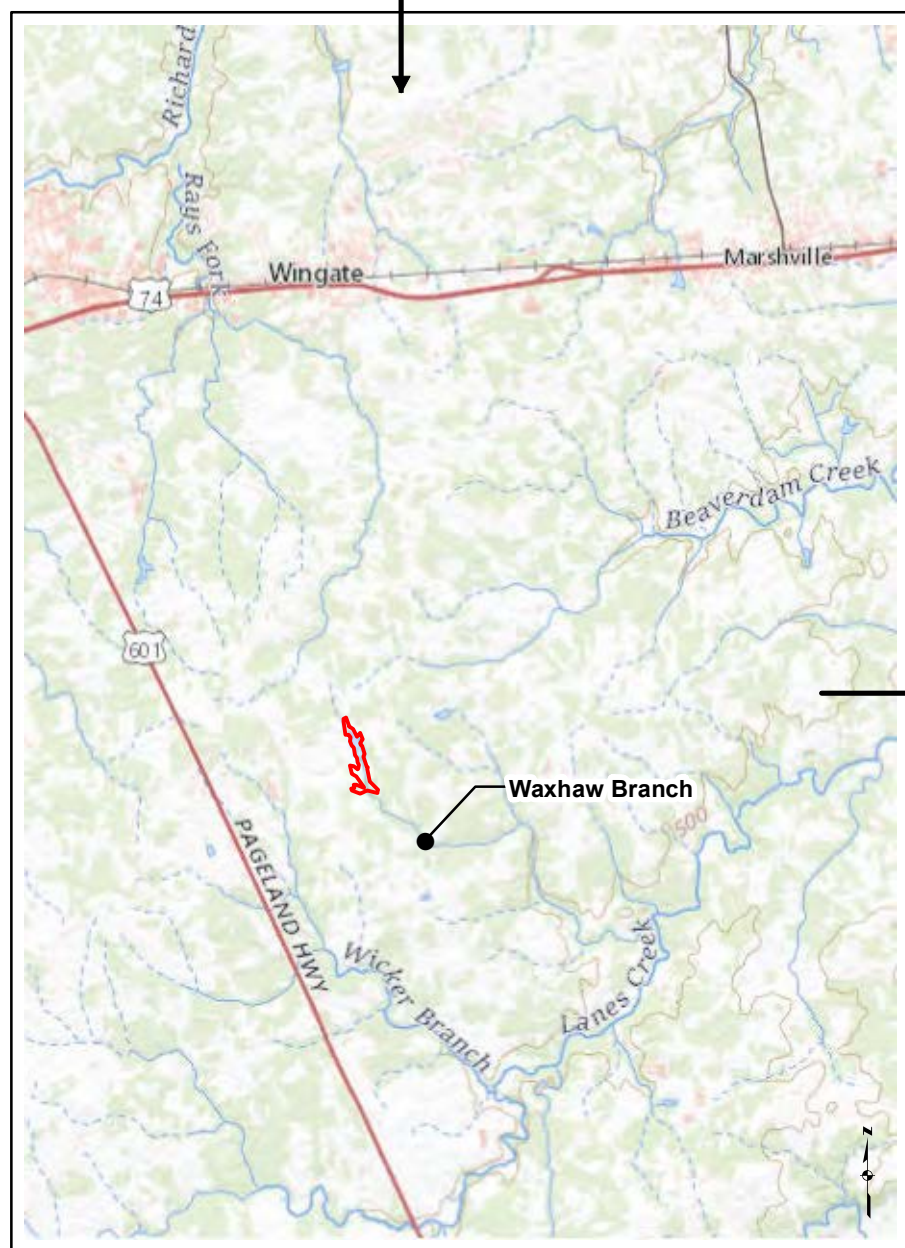 Richard
Rays Fork
Wingate
Marshville
74
Beaverdam Creek
601
Waxhaw Branch
500
PAGELAND HWY
Wicker Branch
Lanes Creek
N